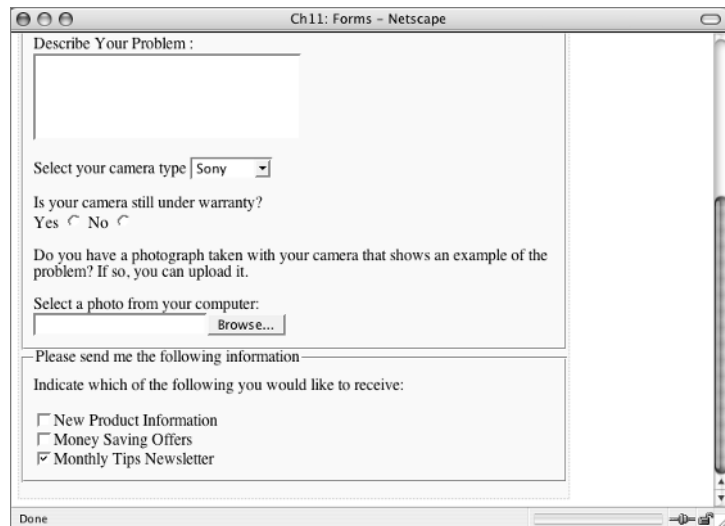 Ch11: Forms – Netscape
Describe Your Problem :
Select your camera type Sony
Is your camera still under warranty?
Yes No
Do you have a photograph taken with your camera that shows an example of the
problem? If so, you can upload it.
Select a photo from your computer:
Browse...
Please send me the following information
Indicate which of the following you would like to receive:
New Product Information
Money Saving Offers
Monthly Tips Newsletter
Done